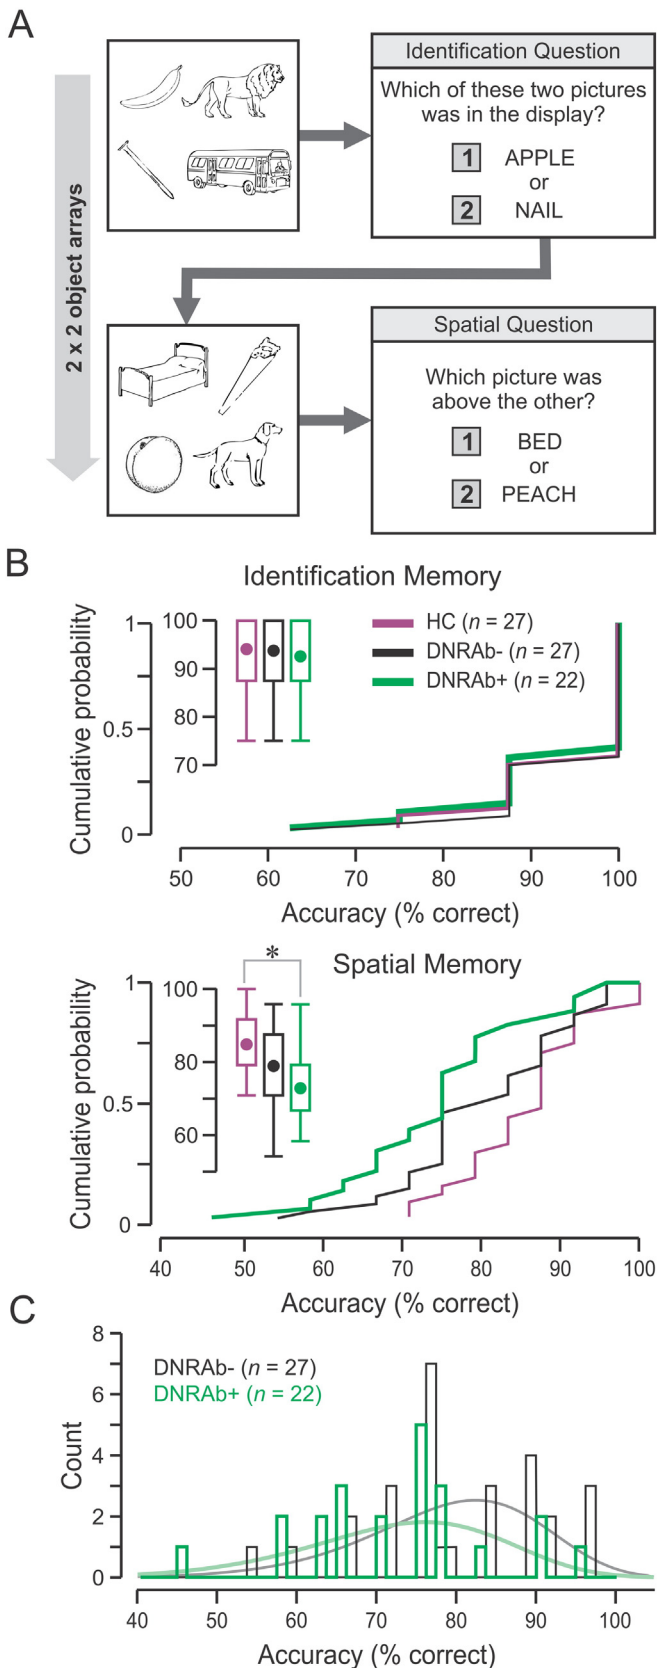 A
2 x 2 object arrays
Identification Question
Which of these two pictures
was in the display?
1 APPLE
or
2 NAIL
Spatial Question
Which picture was
above the other?
1 BED
or
2 PEACH
B
Identification Memory
Cumulative probability
1
0.5
0
100
90
80
70
HC (n = 27)
DNRAb- (n = 27)
DNRAb+ (n = 22)
50 60 70 80 90 100
Accuracy (% correct)
Spatial Memory
Cumulative probability
1
0.5
0
100
80
60
*
40 50 60 70 80 90 100
Accuracy (% correct)
C
Count
8
6
4
2
0
DNRAb- (n = 27)
DNRAb+ (n = 22)
40 50 60 70 80 90 100
Accuracy (% correct)